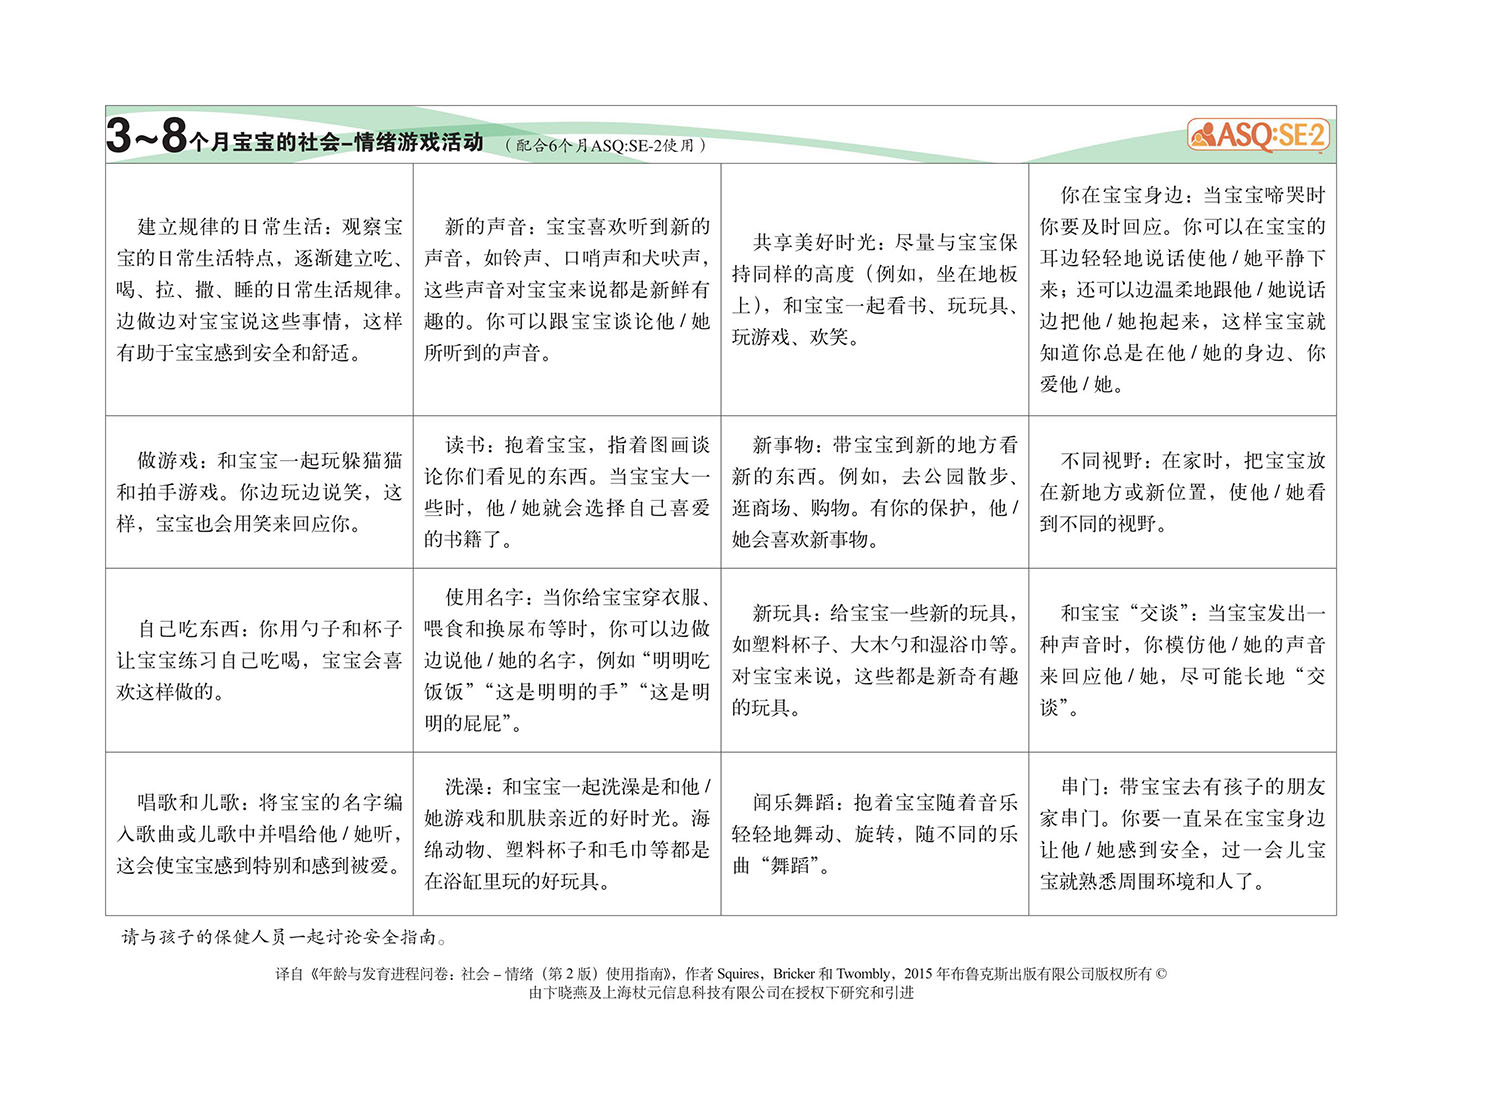 3~8个月宝宝的社会-情绪游戏活动 （配合6个月ASQ:SE-2使用）
ASQ:SE-2
建立规律的日常生活：观察宝
宝的日常生活特点，逐渐建立吃、
喝、拉、撒、睡的日常生活规律。
边做边对宝宝说这些事情，这样
有助于宝宝感到安全和舒适。
新的声音：宝宝喜欢听到新的
声音，如铃声、口哨声和犬吠声，
这些声音对宝宝来说都是新鲜有
趣的。你可以跟宝宝谈论他 / 她
所听到的声音。
共享美好时光：尽量与宝宝保
持同样的高度（例如，坐在地板
上），和宝宝一起看书、玩玩具、
玩游戏、欢笑。
你在宝宝身边：当宝宝啼哭时
你要及时回应。你可以在宝宝的
耳边轻轻地说话使他 / 她平静下
来；还可以边温柔地跟他 / 她说话
边把他 / 她抱起来，这样宝宝就
知道你总是在他 / 她的身边、你
爱他 / 她。
做游戏：和宝宝一起玩躲猫猫
和拍手游戏。你边玩边说笑，这
样，宝宝也会用笑来回应你。
读书：抱着宝宝，指着图画谈
论你们看见的东西。当宝宝大一
些时，他 / 她就会选择自己喜爱
的书籍了。
新事物：带宝宝到新的地方看
新的东西。例如，去公园散步、
逛商场、购物。有你的保护，他 /
她会喜欢新事物。
不同视野：在家时，把宝宝放
在新地方或新位置，使他 / 她看
到不同的视野。
自己吃东西：你用勺子和杯子
让宝宝练习自己吃喝，宝宝会喜
欢这样做的。
使用名字：当你给宝宝穿衣服、
喂食和换尿布等时，你可以边做
边说他 / 她的名字，例如“明明吃
饭饭”“这是明明的手”“这是明
明的屁屁”。
新玩具：给宝宝一些新的玩具，
如塑料杯子、大木勺和湿浴巾等。
对宝宝来说，这些都是新奇有趣
的玩具。
和宝宝“交谈”：当宝宝发出一
种声音时，你模仿他 / 她的声音
来回应他 / 她，尽可能长地“交
谈”。
唱歌和儿歌：将宝宝的名字编
入歌曲或儿歌中并唱给他 / 她听，
这会使宝宝感到特别和感到被爱。
洗澡：和宝宝一起洗澡是和他 /
她游戏和肌肤亲近的好时光。海
绵动物、塑料杯子和毛巾等都是
在浴缸里玩的好玩具。
闻乐舞蹈：抱着宝宝随着音乐
轻轻地舞动、旋转，随不同的乐
曲“舞蹈”。
串门：带宝宝去有孩子的朋友
家串门。你要一直呆在宝宝身边
让他 / 她感到安全，过一会儿宝
宝就熟悉周围环境和人了。
请与孩子的保健人员一起讨论安全指南。
译自《年龄与发育进程问卷：社会 – 情绪（第 2 版）使用指南》，作者 Squires，Bricker 和 Twombly，2015 年布鲁克斯出版有限公司版权所有 ©
由卞晓燕及上海杖元信息科技有限公司在授权下研究和引进